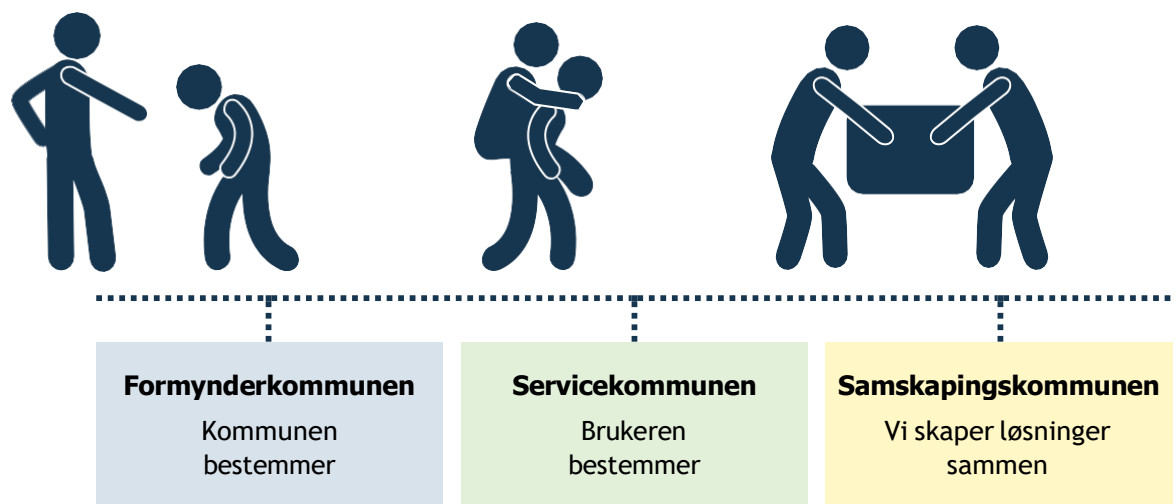 Formynderkommunen
Kommunen
bestemmer
Servicekommunen
Brukeren
bestemmer
Samskapingskommunen
Vi skaper løsninger
sammen